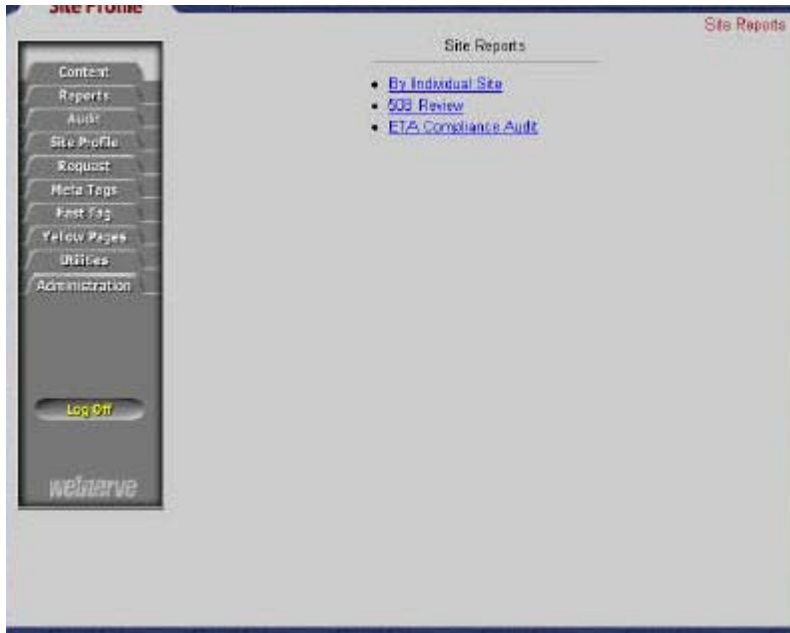 Site Profile
Site Reports
Site Reports
By Individual Site
508 Review
ETA Compliance Audit
Content
Reports
Audit
Site Profile
Request
Meta Tags
Fast Tag
Yellow Pages
Utilities
Administration
Log Off
webnerve